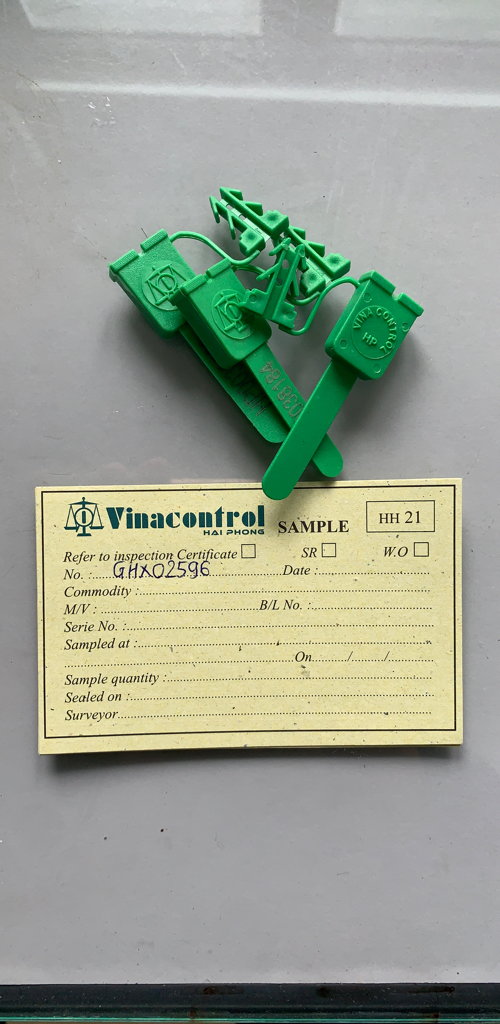 VINA CONTROL
HP
038184
Vinacontrol
HAI PHONG
SAMPLE
HH 21
Refer to inspection Certificate SR W.O
No. : GHX02596 Date :
Commodity :
M/V : B/L No. :
Serie No. :
Sampled at :
On / /
Sample quantity :
Sealed on :
Surveyor